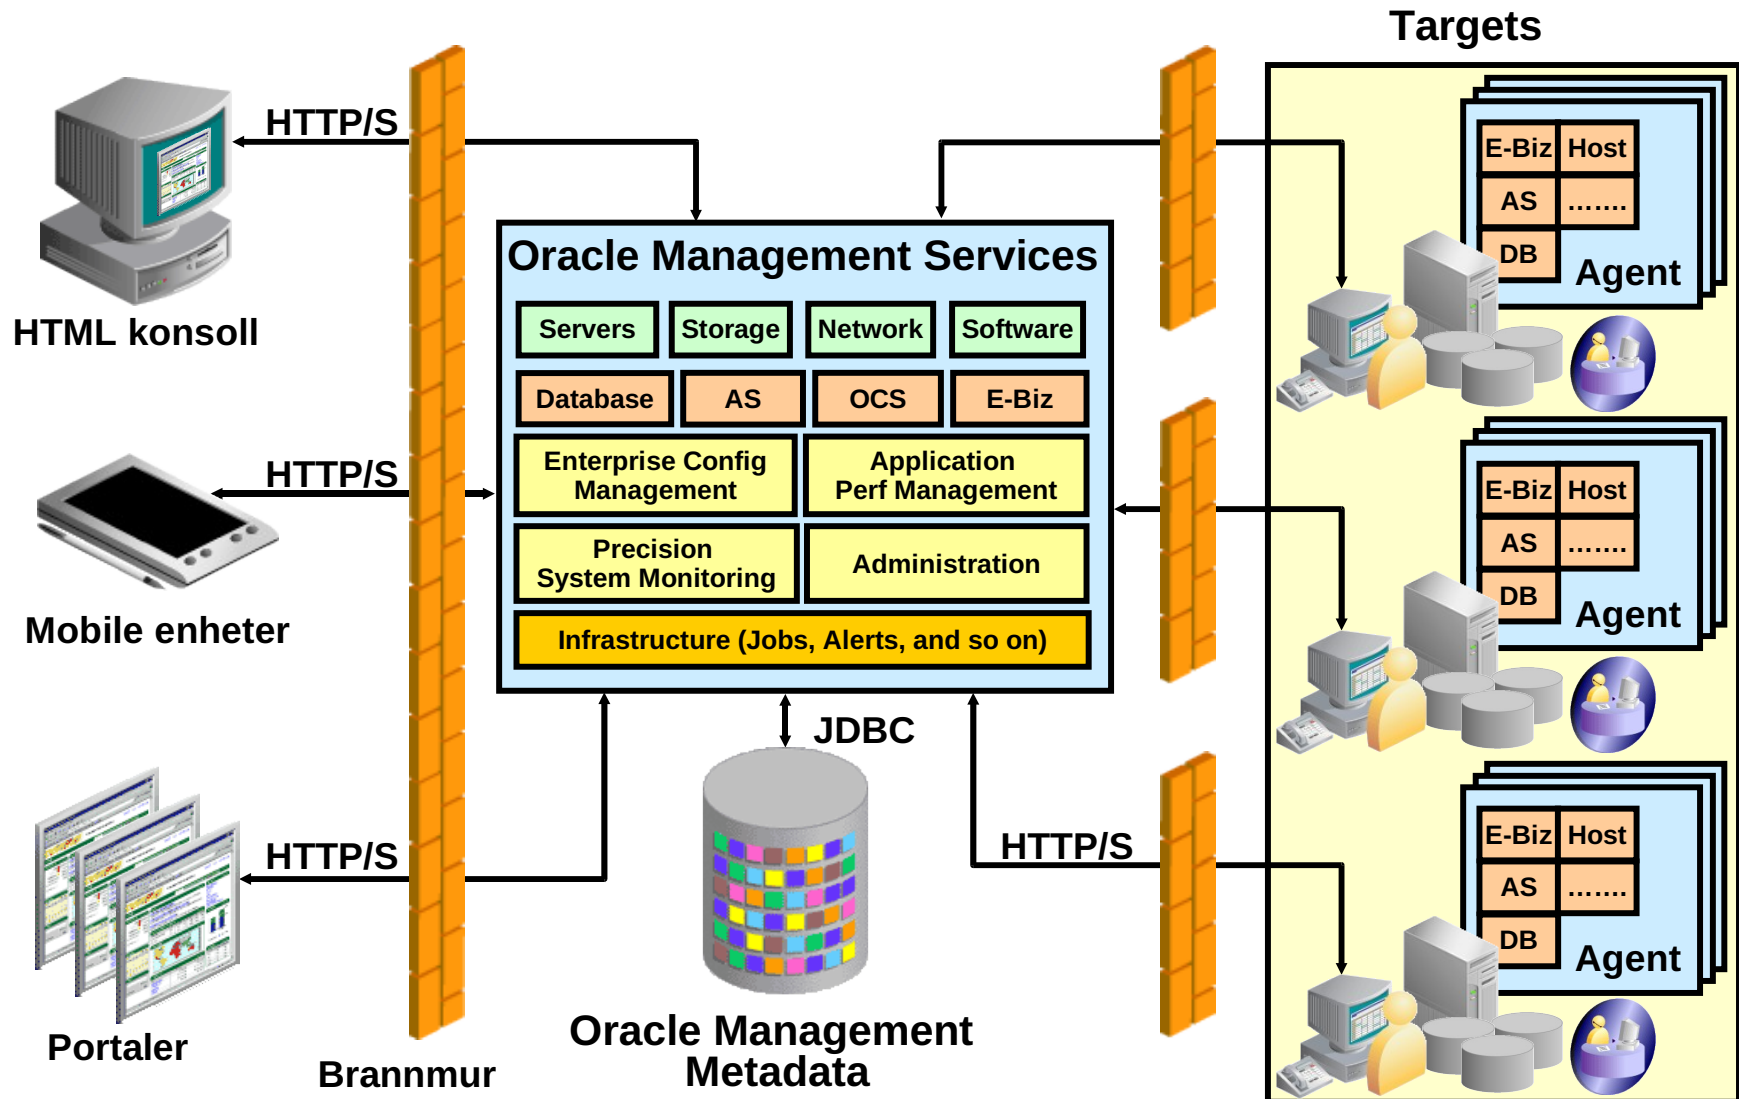 Targets
HTTP/S
HTML konsoll
HTTP/S
Mobile enheter
HTTP/S
Portaler
Brannmur
Oracle Management Services
Servers
Storage
Network
Software
Database
AS
OCS
E-Biz
Enterprise Config
Management
Application
Perf Management
Precision
System Monitoring
Administration
Infrastructure (Jobs, Alerts, and so on)
JDBC
Oracle Management
Metadata
HTTP/S
E-Biz
Host
AS
.......
DB
Agent
E-Biz
Host
AS
.......
DB
Agent
E-Biz
Host
AS
.......
DB
Agent